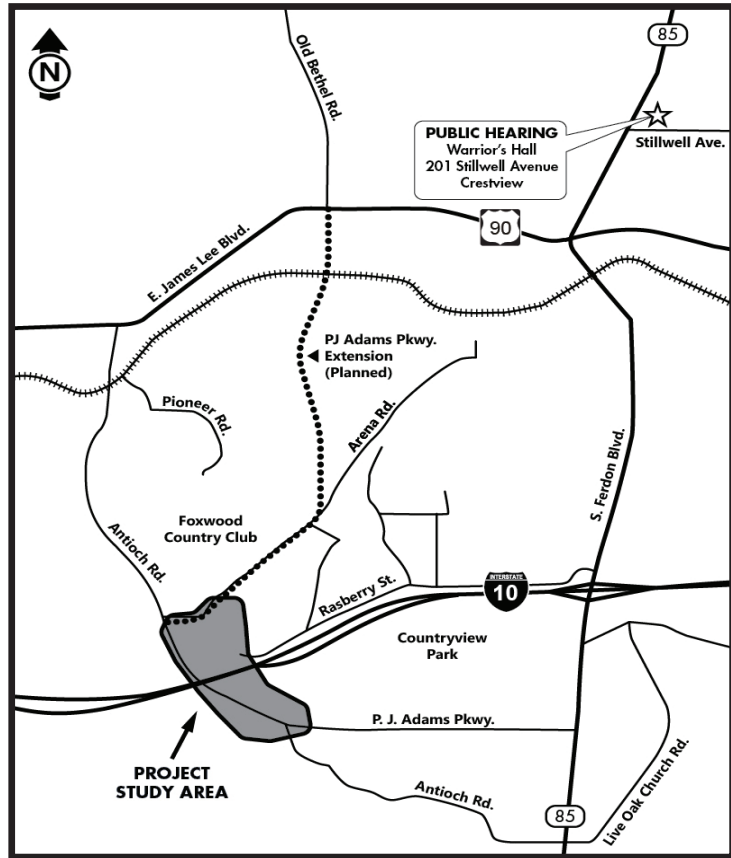 N
85
Old Bethel Rd.
PUBLIC HEARING
Warrior's Hall
201 Stillwell Avenue
Crestview
Stillwell Ave.
90
E. James Lee Blvd.
PJ Adams Pkwy.
Extension
(Planned)
Pioneer Rd.
Arena Rd.
S. Ferdon Blvd.
Foxwood
Country Club
Antioch Rd.
Rasberry St.
INTERSTATE
10
Countryview
Park
P. J. Adams Pkwy.
PROJECT
STUDY AREA
Antioch Rd.
Live Oak Church Rd.
85